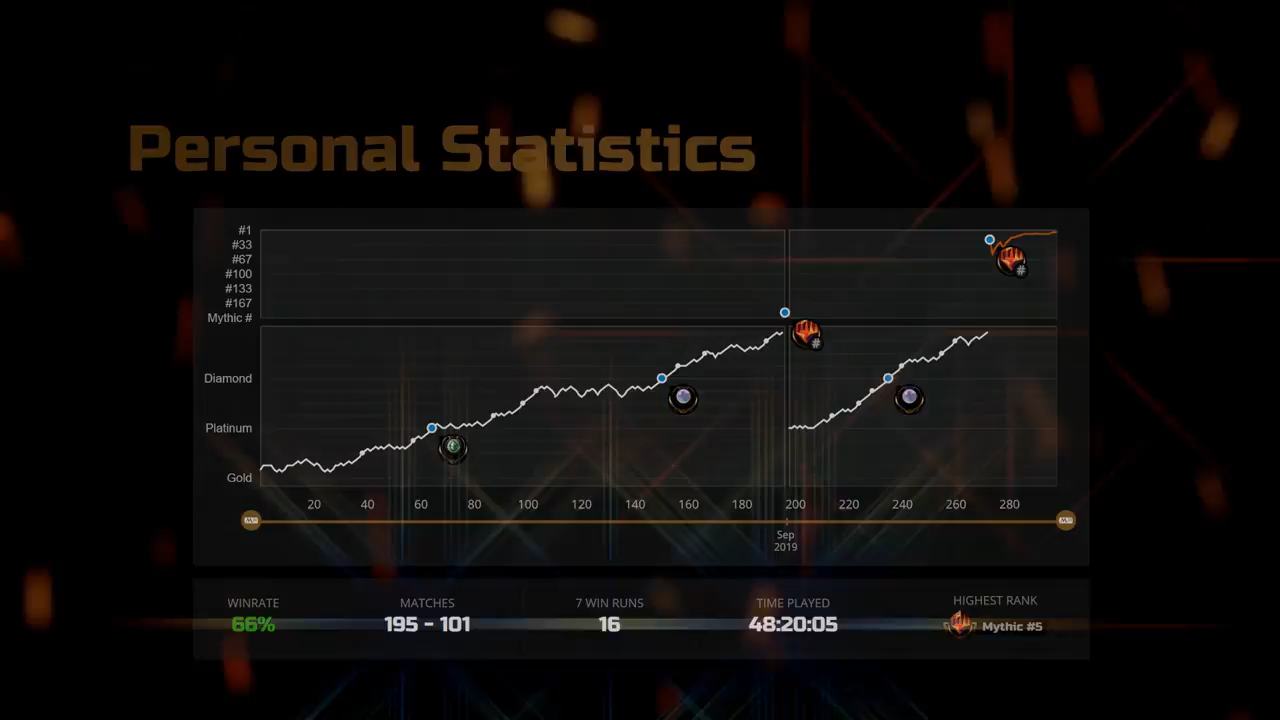 Personal Statistics
#1
#33
#67
#100
#133
#167
Mythic #
Diamond
Platinum
Gold
20 40 60 80 100 120 140 160 180 200 220 240 260 280
Sep
2019
WINRATE MATCHES 7 WIN RUNS TIME PLAYED HIGHEST RANK
66% 195 - 101 16 48:20:05 Mythic #5